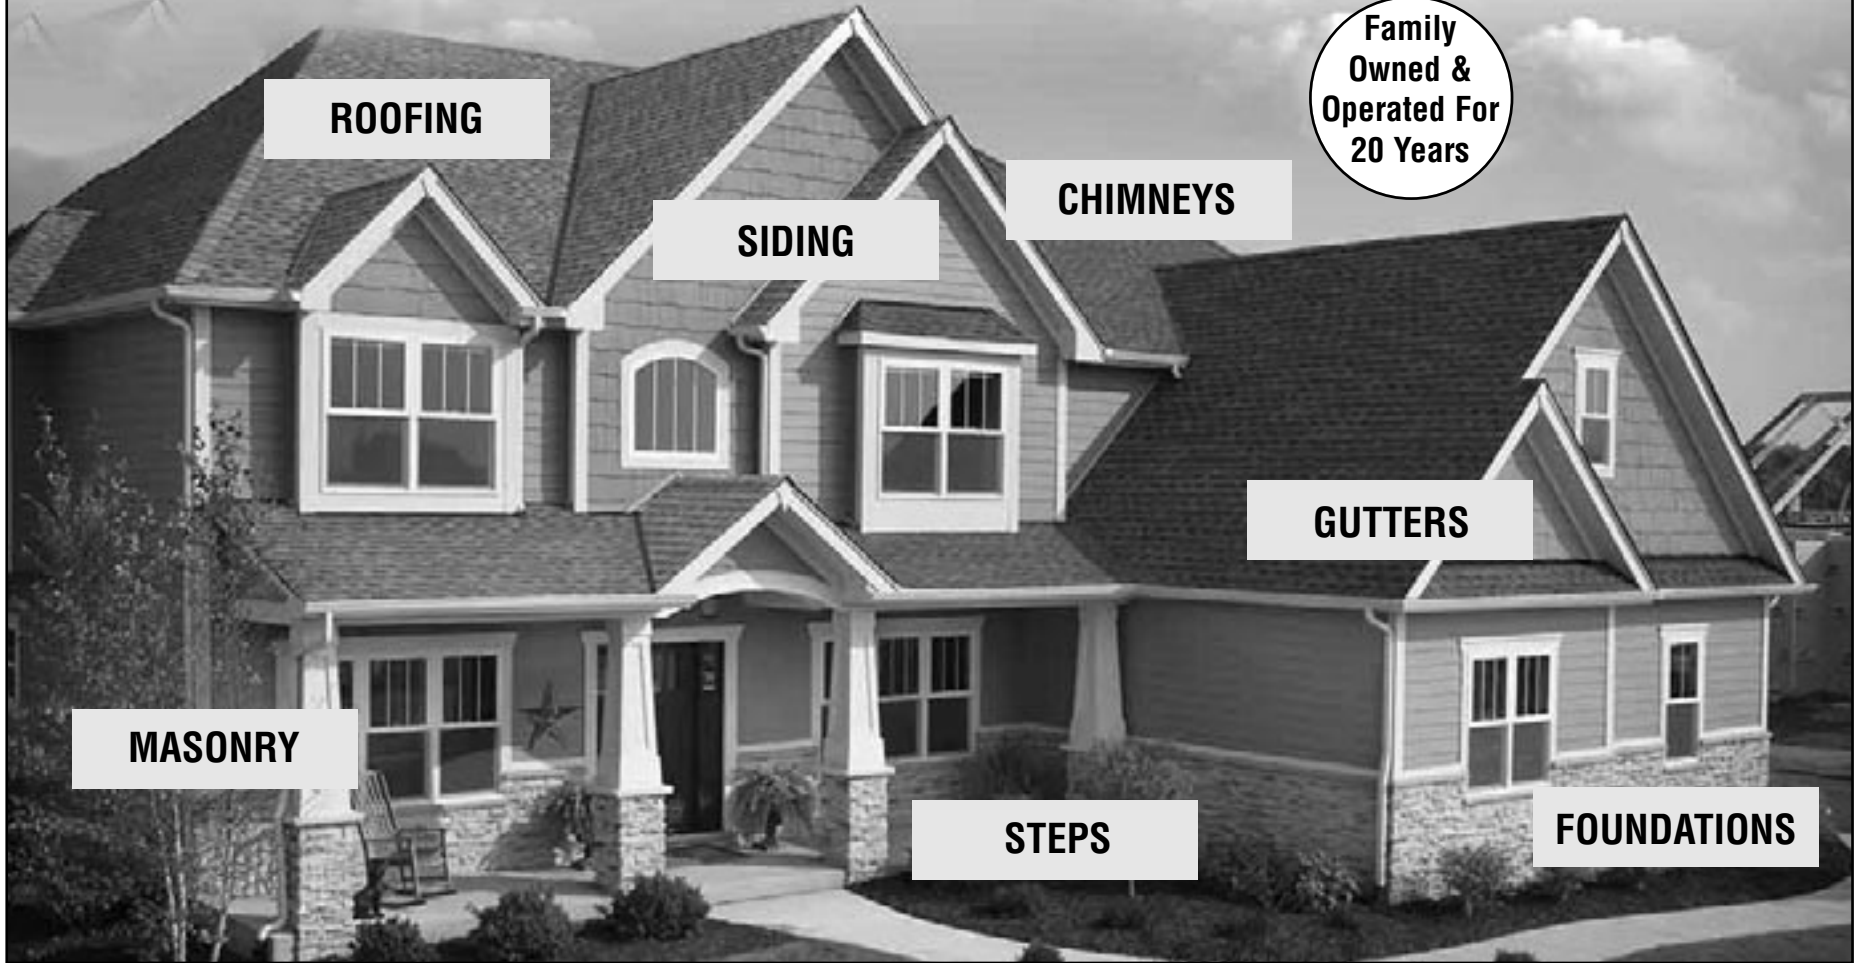 Family
Owned &
Operated For
20 Years
ROOFING
CHIMNEYS
SIDING
GUTTERS
MASONRY
STEPS
FOUNDATIONS